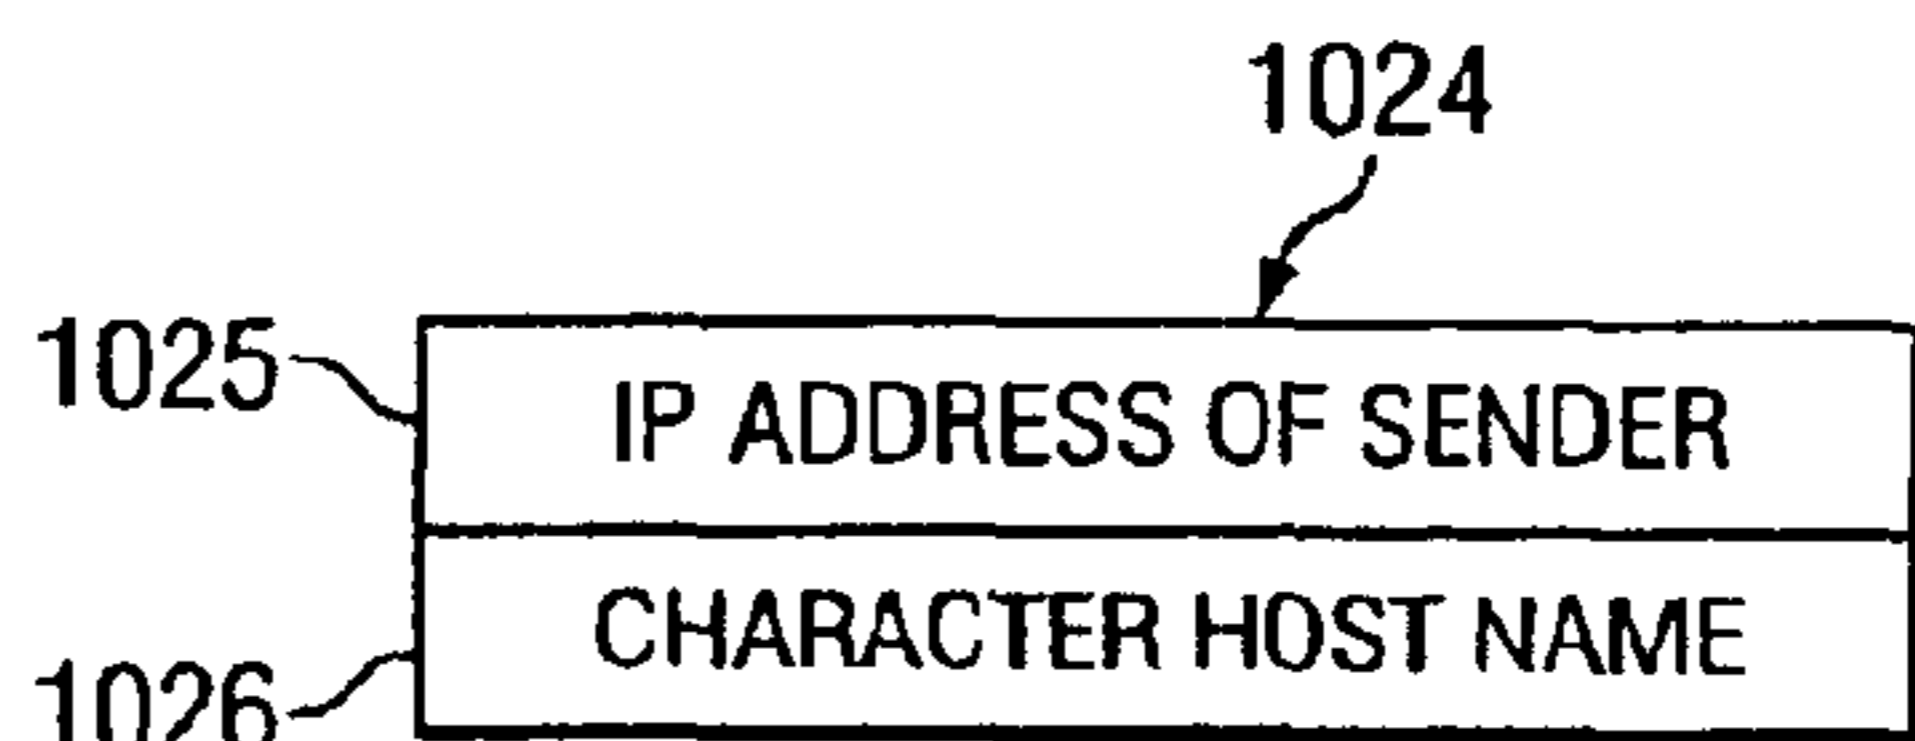 1024
1025
IP ADDRESS OF SENDER
CHARACTER HOST NAME
1026